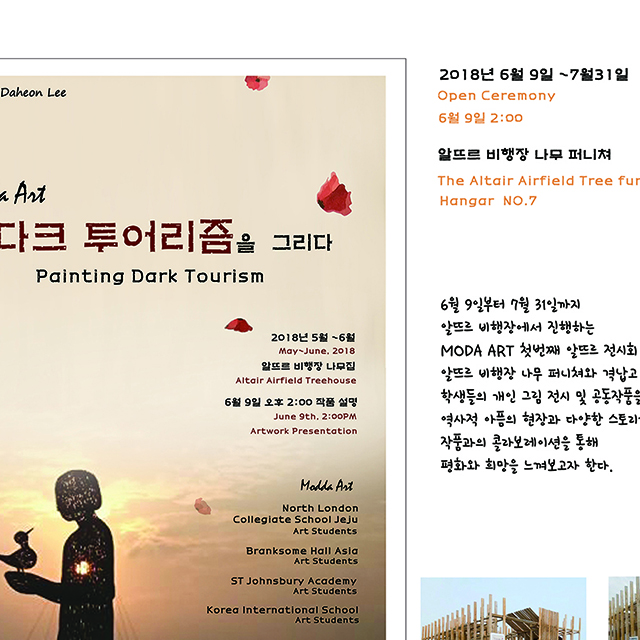 Daheon Lee
Art
다크 투어리즘을 그리다
Painting Dark Tourism
2018년 5월 ~6월
May~June, 2018
알뜨르 비행장 나무집
Altair Airfield Treehouse
6월 9일 오후 2:00 작품 설명
June 9th, 2:00PM
Artwork Presentation
Modda Art
North London
Collegiate School Jeju
Art Students
Branksome Hall Asia
Art Students
ST Johnsbury Academy
Art Students
Korea International School
Art Students
2018년 6월 9일 ~7월31일
Open Ceremony
6월 9일 2:00
알뜨르 비행장 나무 퍼니쳐
The Altair Airfield Tree fur
Hangar NO.7
6월 9일부터 7월 31일까지
알뜨르 비행장에서 진행하는
MODA ART 첫번째 알뜨르 전시회
알뜨르 비행장 나무 퍼니쳐와 격납고
학생들의 개인 그림 전시 및 공동작품을
역사적 아픔의 현장과 다양한 스토리
작품과의 콜라보레이션을 통해
평화와 희망을 느껴보고자 한다.